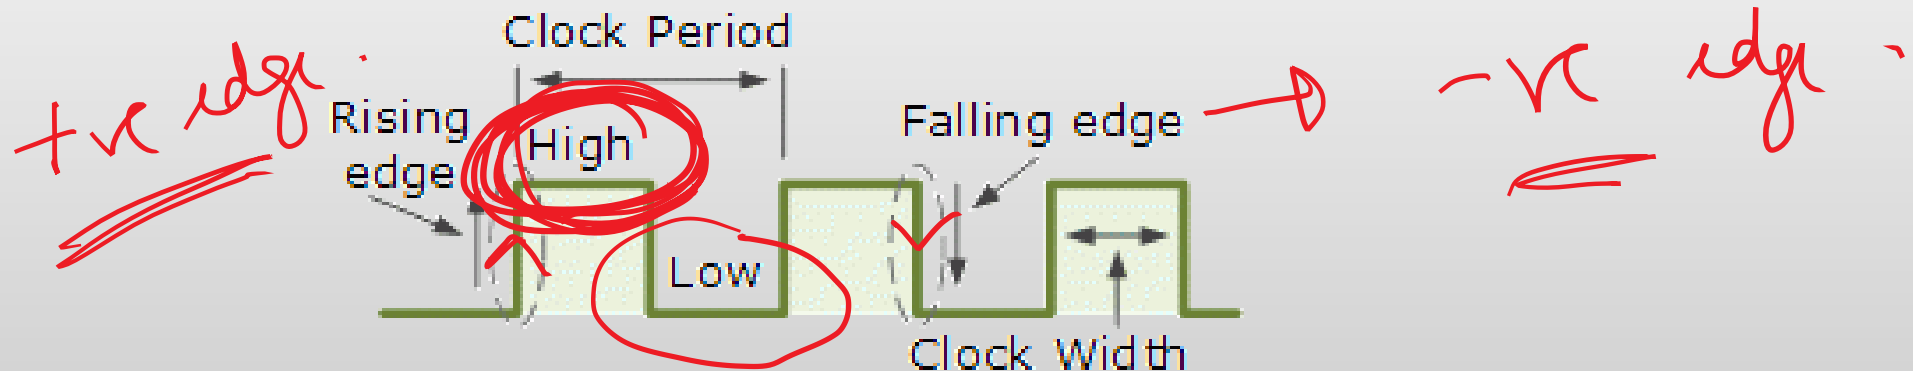 Clock Period
+ve edge.
Rising
edge
High
Falling edge
-ve edge.
Low
Clock Width